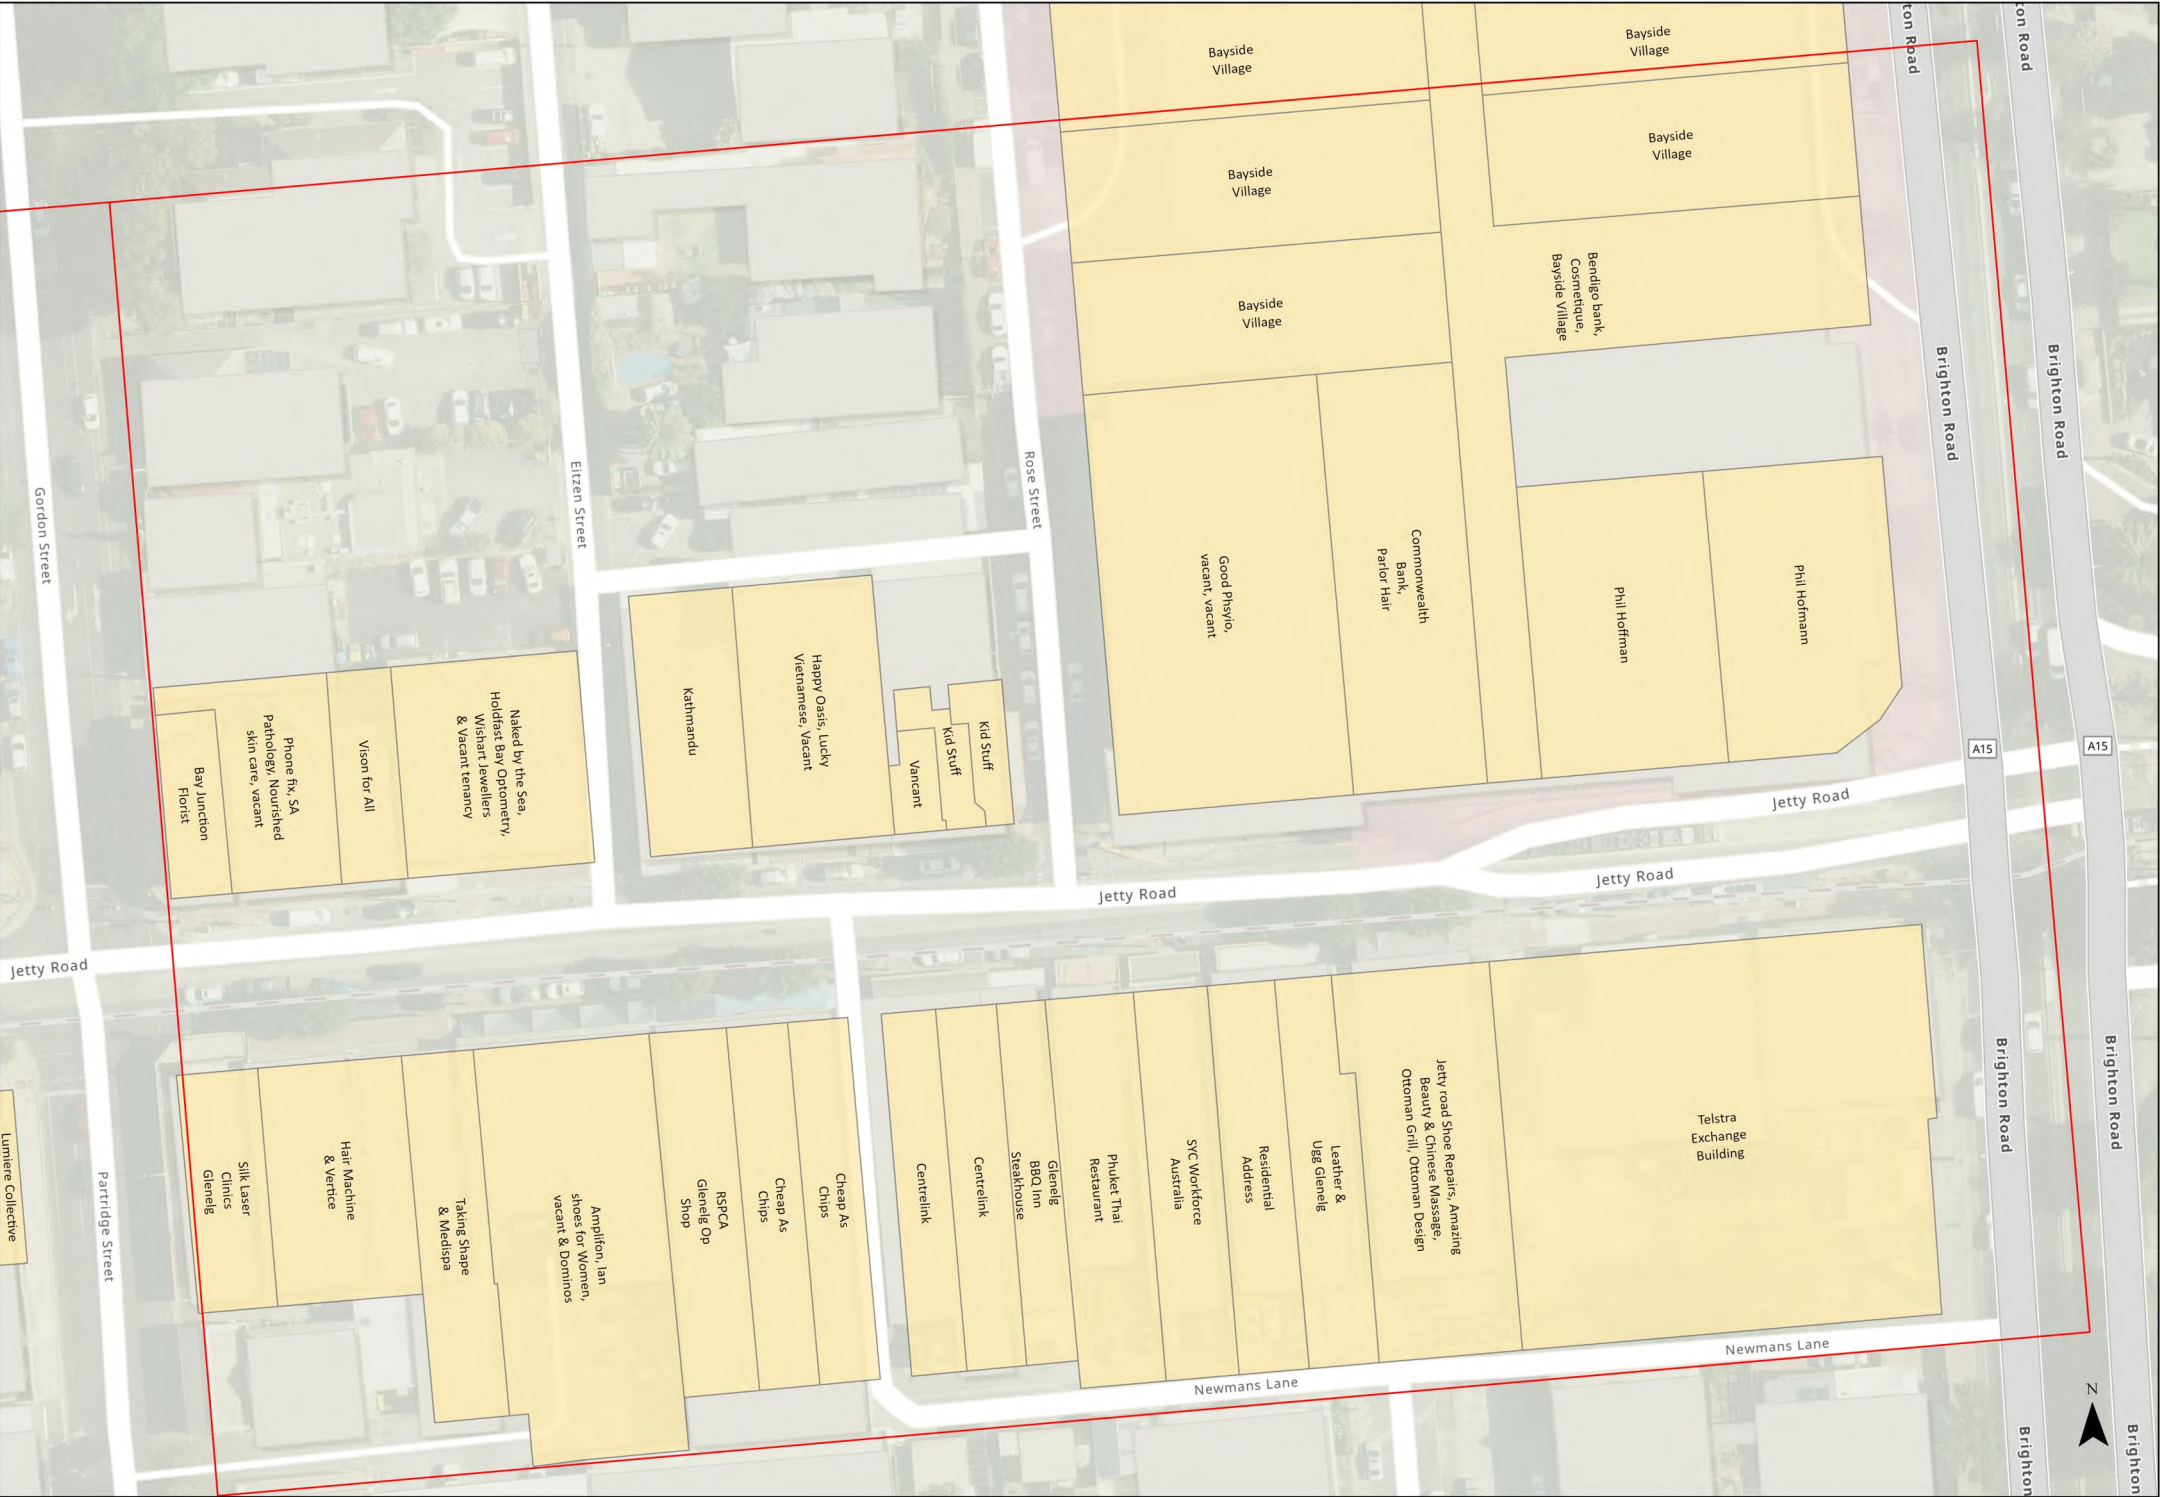 ton Road
ton Road
Bayside
Village
Bayside
Village
Bayside
Village
Bayside
Village
Bayside
Village
Bendigo bank,
Cosmetique,
Bayside Village
Brighton Road
Brighton Road
Gordon Street
Eitzen Street
Rose Street
Good Phsyio,
vacant, vacant
Commonwealth
Bank,
Parlor Hair
Phil Hoffman
Phil Hofmann
Bay Junction
Florist
Phone fix, SA
Pathology, Nourished
skin care, vacant
Vison for All
Naked by the Sea,
Holdfast Bay Optometry,
Wishart Jewellers
& Vacant tenancy
Kathmandu
Happy Oasis, Lucky
Vietnamese, Vacant
Vancant
Kid Stuff
Kid Stuff
A15
A15
Jetty Road
Jetty Road
Jetty Road
Jetty Road
Lumiere Collective
Partridge Street
Silk Laser
Clinics
Glenelg
Hair Machine
& Vertice
Taking Shape
& Medispa
Amplifon, Ian
shoes for Women,
vacant & Dominos
RSPCA
Glenelg Op
Shop
Cheap As
Chips
Cheap As
Chips
Centrelink
Centrelink
Glenelg
BBQ Inn
Steakhouse
Phuket Thai
Restaurant
SYC Workforce
Australia
Residential
Address
Leather &
Ugg Glenelg
Jetty road Shoe Repairs, Amazing
Beauty & Chinese Massage,
Ottoman Grill, Ottoman Design
Telstra
Exchange
Building
Brighton Road
Brighton Road
Newmans Lane
Newmans Lane
N
Brighton
Brighton